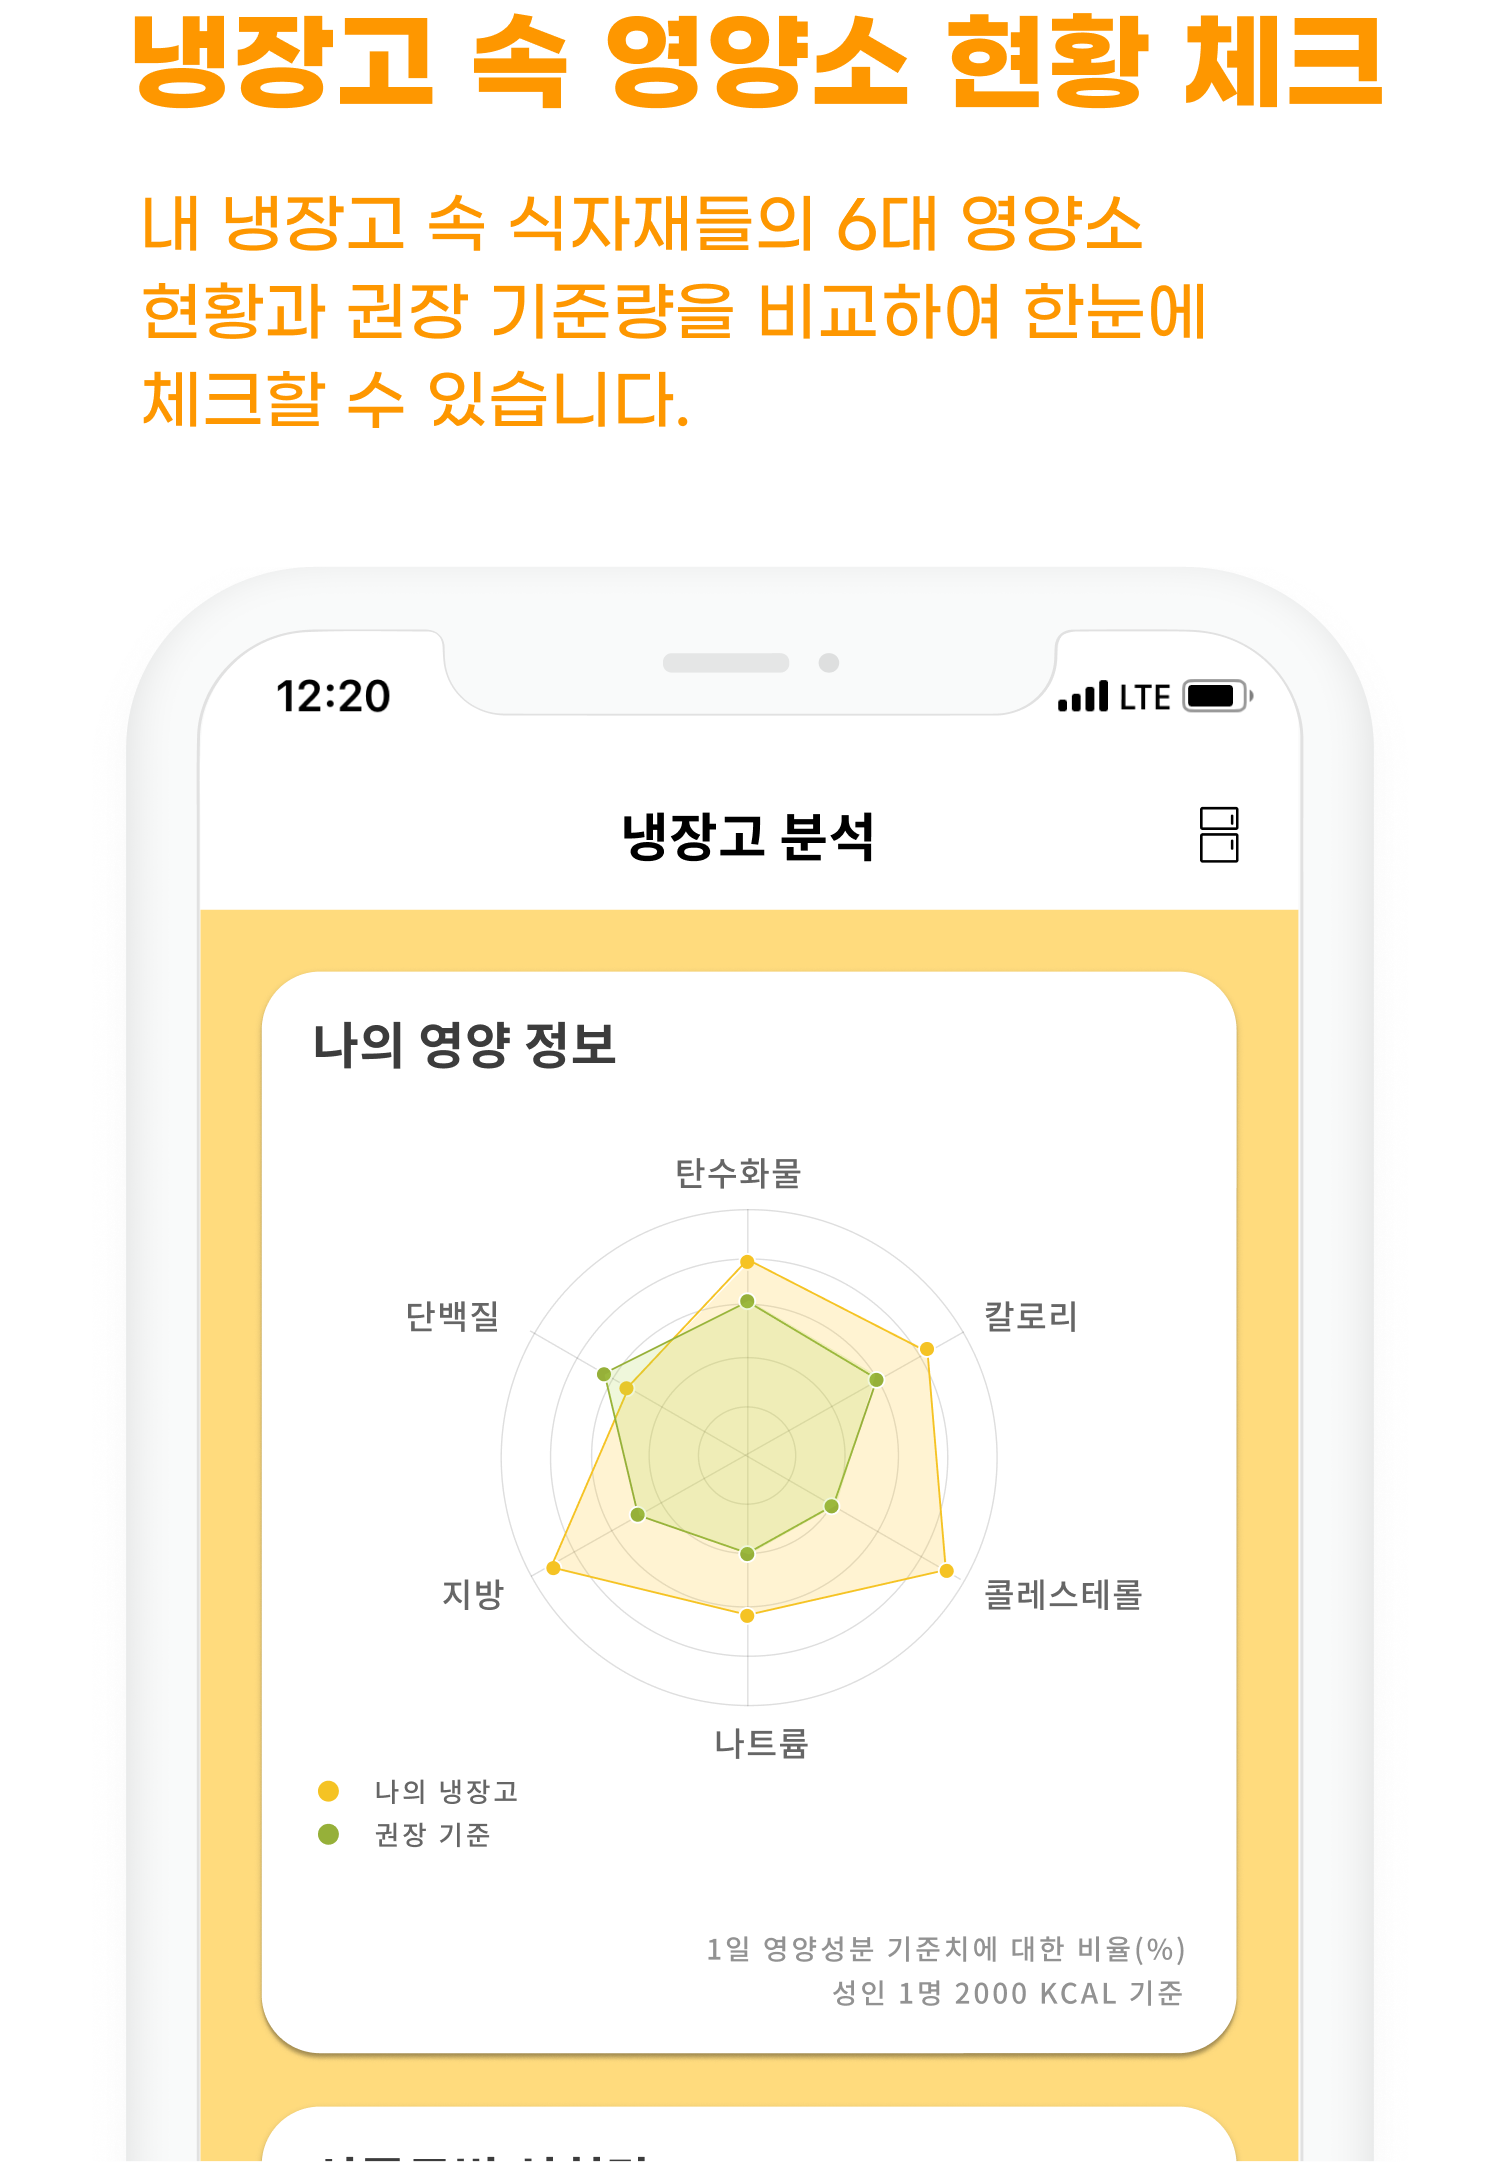 냉장고 속 영양소 현황 체크
내 냉장고 속 식자재들의 6대 영양소
현황과 권장 기준량을 비교하여 한눈에
체크할 수 있습니다.
12:20
LTE
냉장고 분석
나의 영양 정보
탄수화물
단백질
칼로리
지방
콜레스테롤
나트륨
나의 냉장고
권장 기준
1일 영양성분 기준치에 대한 비율(%)
성인 1명 2000 KCAL 기준